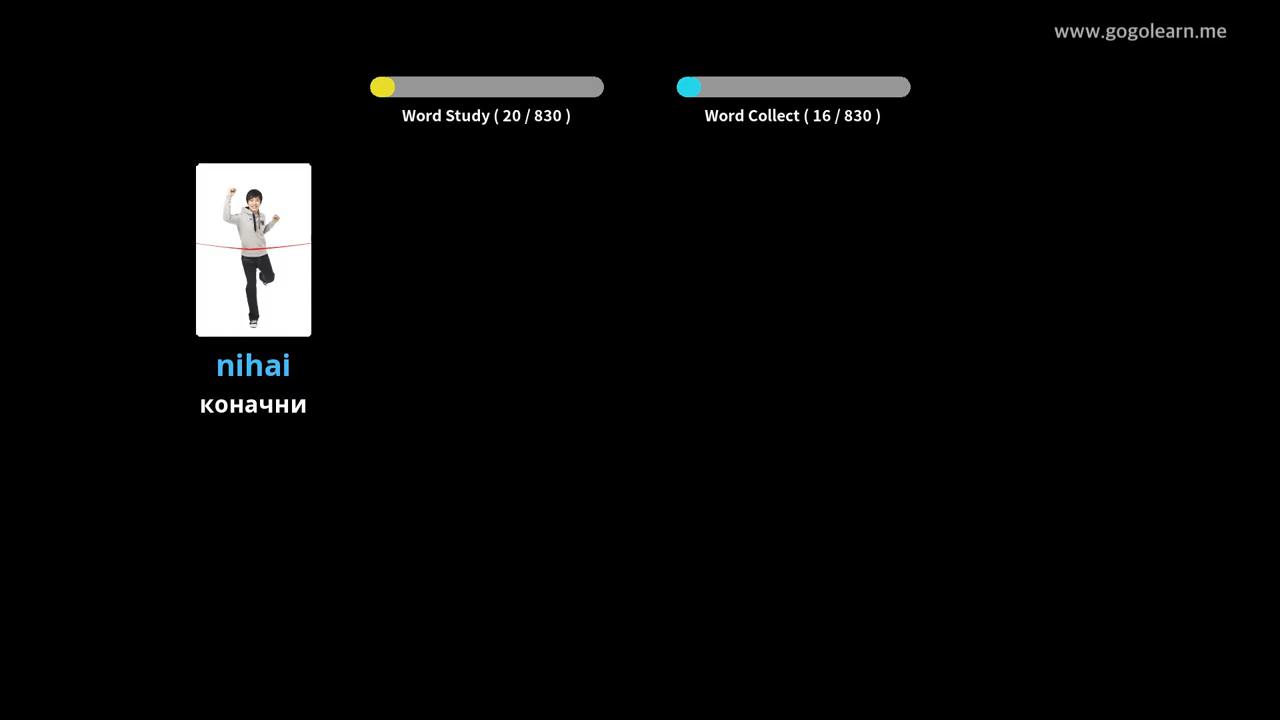 www.gogolearn.me
Word Study ( 20 / 830 )
Word Collect ( 16 / 830 )
nihai
коначни